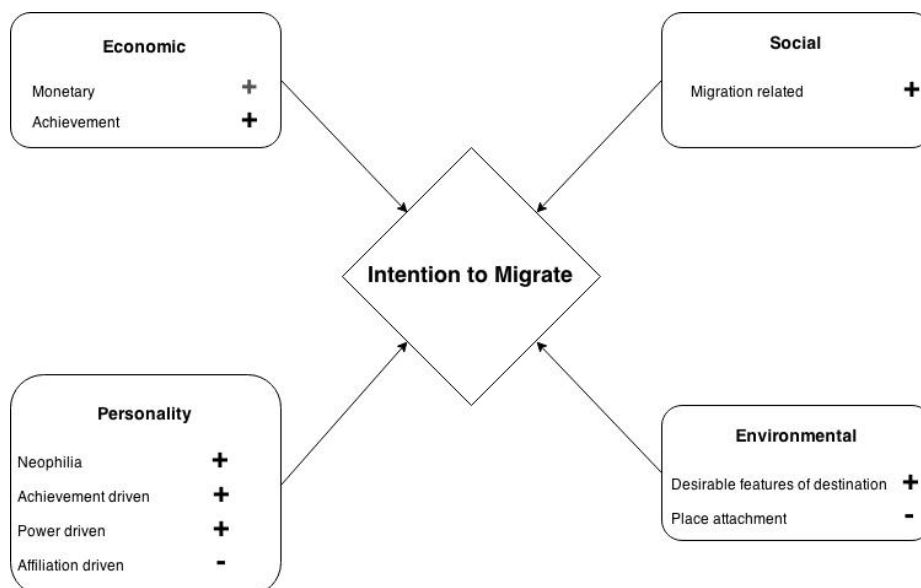 Economic
Monetary +
Achievement +
Social
Migration related +
Intention to Migrate
Personality
Neophilia +
Achievement driven +
Power driven +
Affiliation driven -
Environmental
Desirable features of destination +
Place attachment -